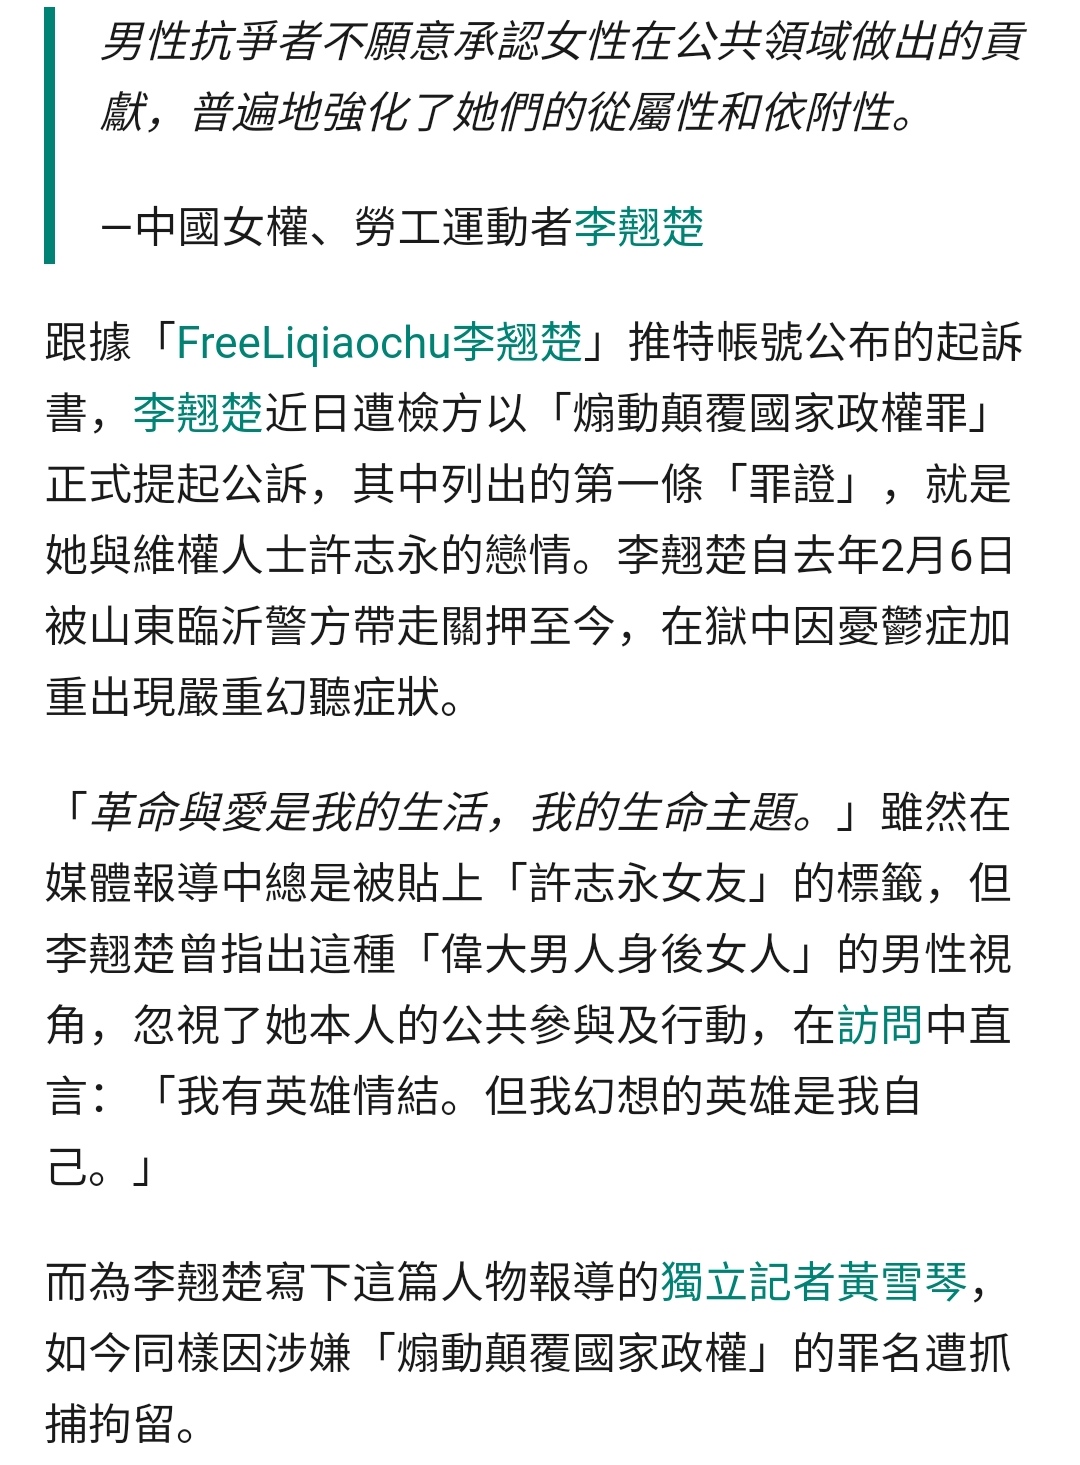 男性抗爭者不願意承認女性在公共領域做出的貢
獻，普遍地強化了她們的從屬性和依附性。
–中國女權、勞工運動者李翹楚
跟據「FreeLiqiaochu李翘楚」推特帳號公布的起訴
書，李翹楚近日遭檢方以「煽動顛覆國家政權罪」
正式提起公訴，其中列出的第一條「罪證」，就是
她與維權人士許志永的戀情。李翹楚自去年2月6日
被山東臨沂警方帶走關押至今，在獄中因憂鬱症加
重出現嚴重幻聽症狀。
「革命與愛是我的生活，我的生命主題。」雖然在
媒體報導中總是被貼上「許志永女友」的標籤，但
李翹楚曾指出這種「偉大男人身後女人」的男性視
角，忽視了她本人的公共參與及行動，在訪問中直
言：「我有英雄情結。但我幻想的英雄是我自
己。」
而為李翹楚寫下這篇人物報導的獨立記者黃雪琴，
如今同樣因涉嫌「煽動顛覆國家政權」的罪名遭抓
捕拘留。